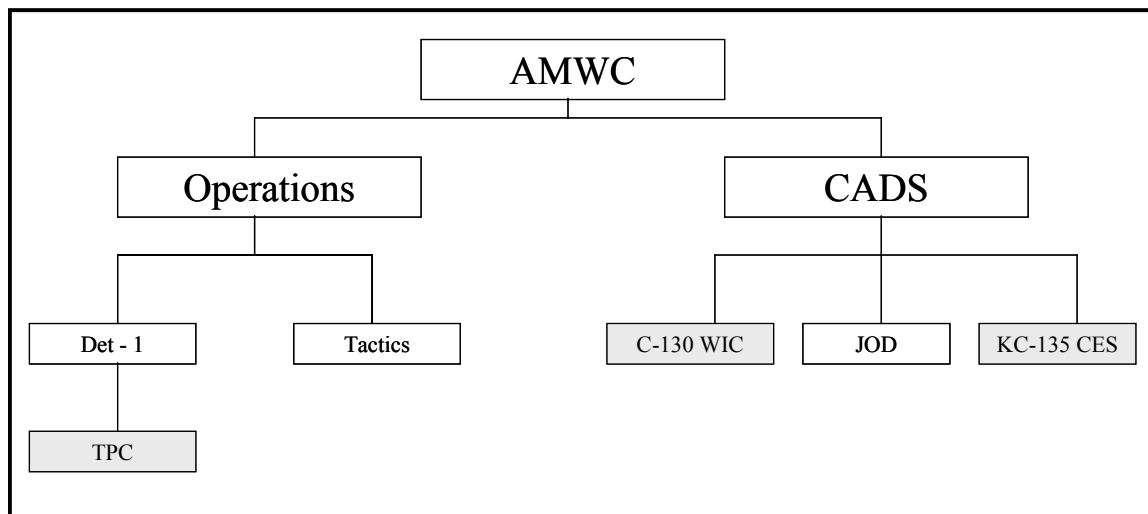 AMWC
Operations
CADS
Det - 1
Tactics
C-130 WIC
JOD
KC-135 CES
TPC